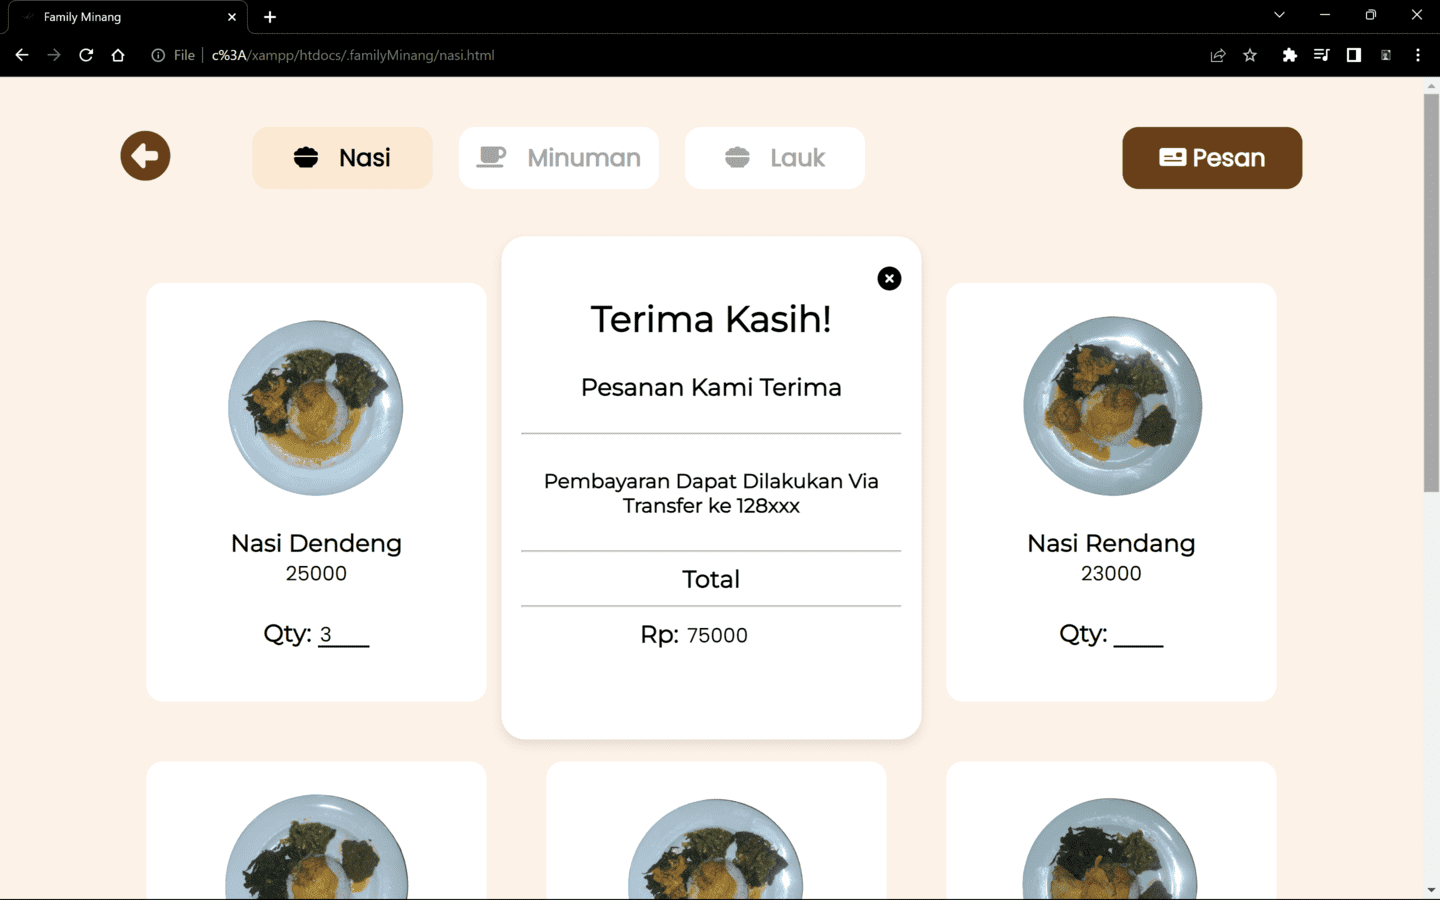 Family Minang
File
c%3A/xampp/htdocs/.familyMinang/nasi.html
Nasi
Minuman
Lauk
Pesan
Terima Kasih!
Pesanan Kami Terima
Pembayaran Dapat Dilakukan Via
Transfer ke 128xxx
Total
Rp: 75000
Nasi Dendeng
25000
Qty: 3
Nasi Rendang
23000
Qty: